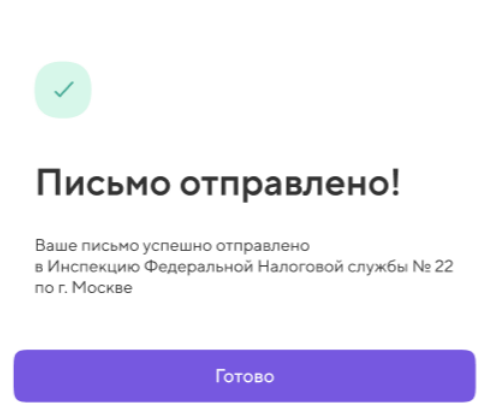 Письмо отправлено!
Ваше письмо успешно отправлено
в Инспекцию Федеральной Налоговой службы № 22
по г. Москве
Готово